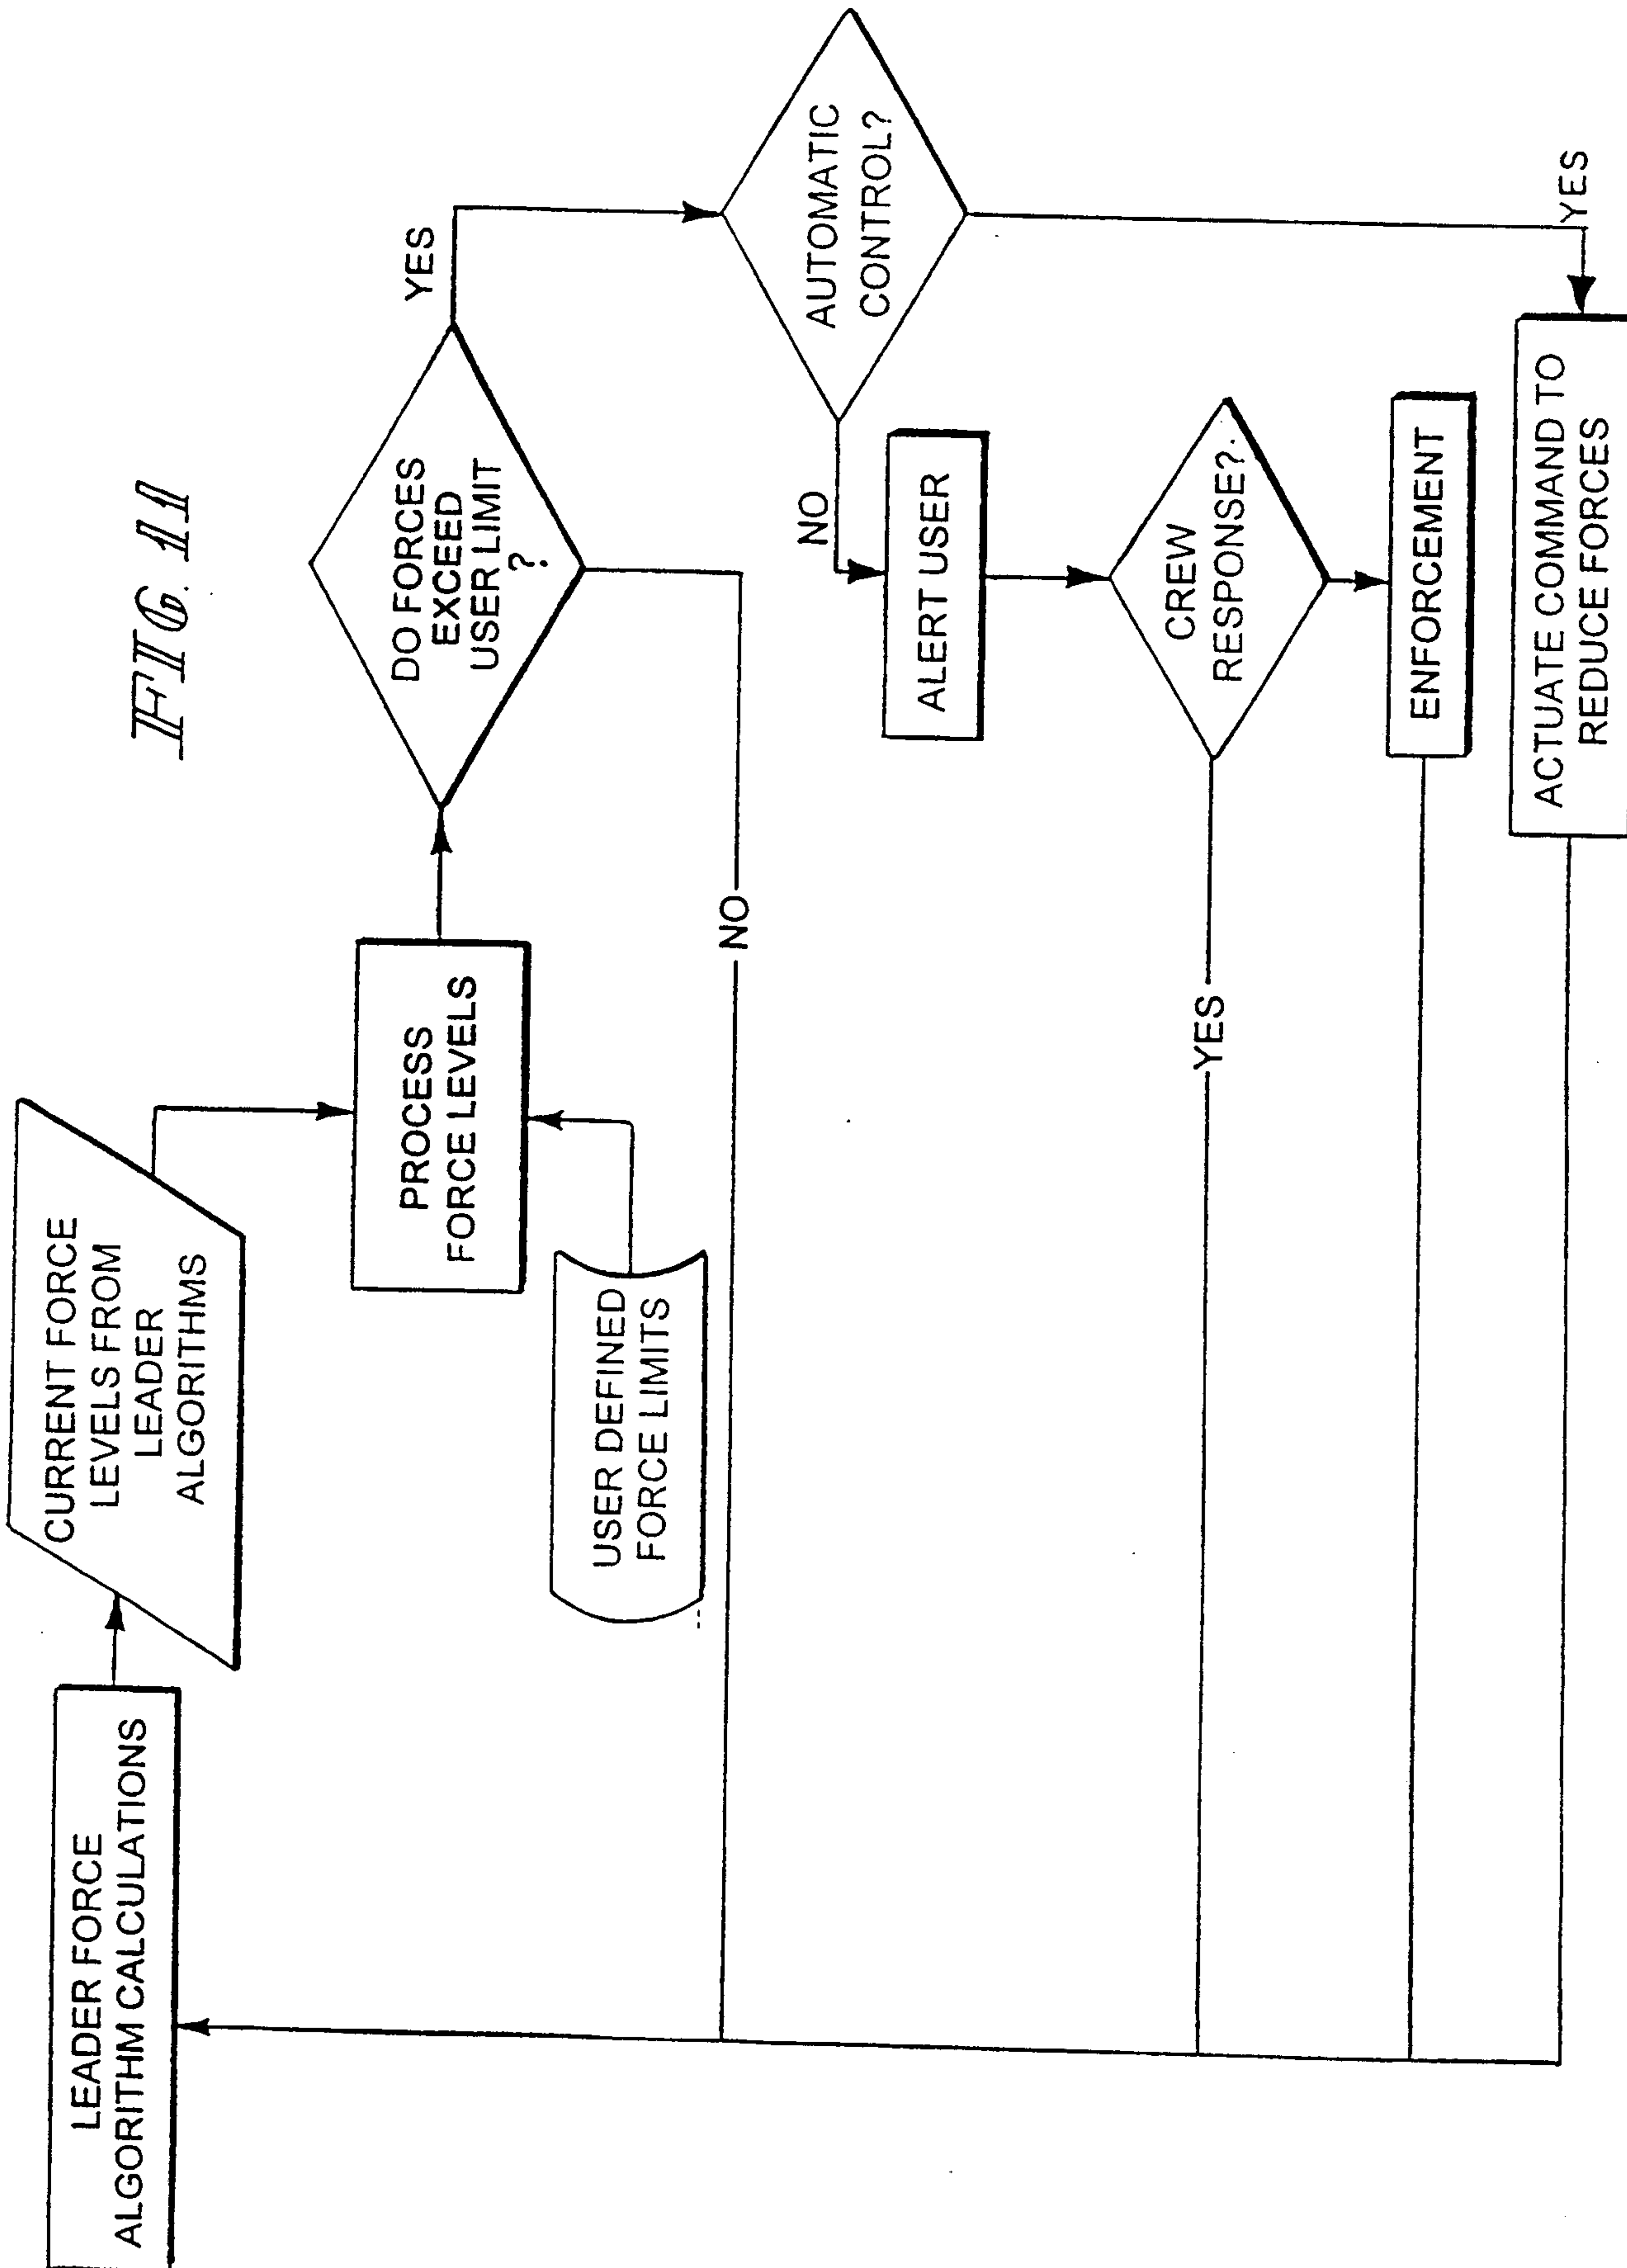 FIG. 11
LEADER FORCE
ALGORITHM CALCULATIONS
CURRENT FORCE
LEVELS FROM
LEADER
ALGORITHMS
PROCESS
FORCE LEVELS
USER DEFINED
FORCE LIMITS
DO FORCES
EXCEED
USER LIMIT
?
YES
NO
AUTOMATIC
CONTROL?
NO
YES
ALERT USER
CREW
RESPONSE?
YES
ENFORCEMENT
ACTUATE COMMAND TO
REDUCE FORCES